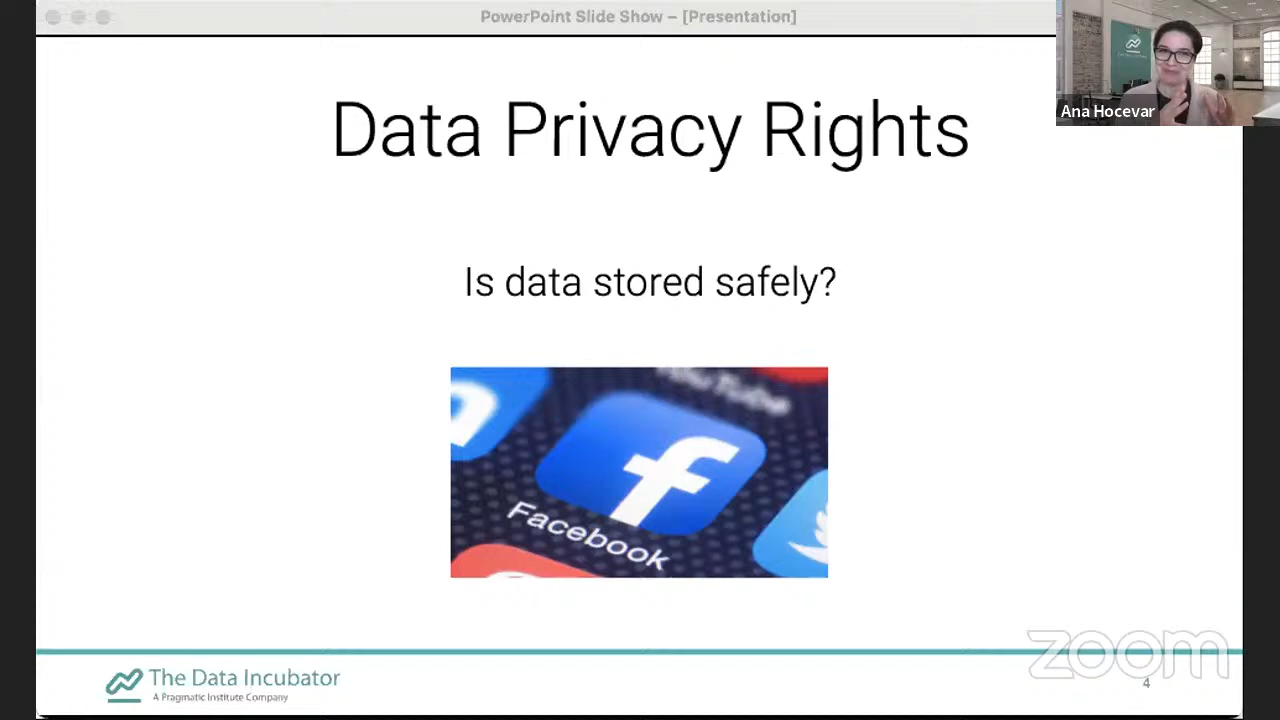 PowerPoint Slide Show – [Presentation]
Ana Hocevar
Data Privacy Rights
Is data stored safely?
YouTube
Facebook
zoom
The Data Incubator
A Pragmatic Institute Company
4